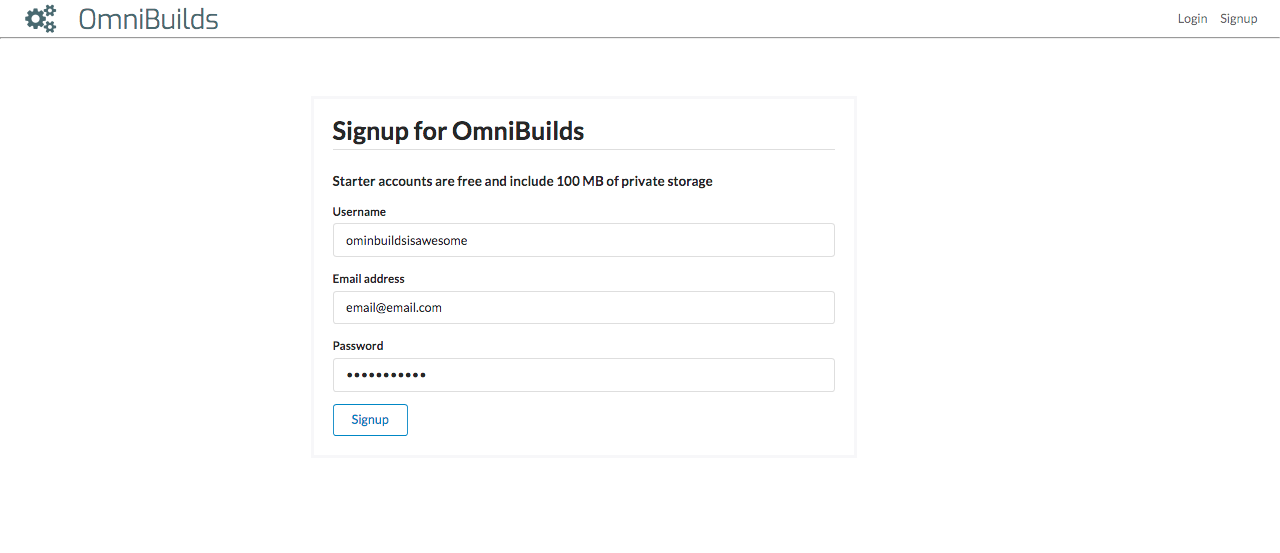 OmniBuilds
Login Signup
Signup for OmniBuilds
Starter accounts are free and include 100 MB of private storage
Username
ominbuildsisawesome
Email address
email@email.com
Password
•••••••••••
Signup